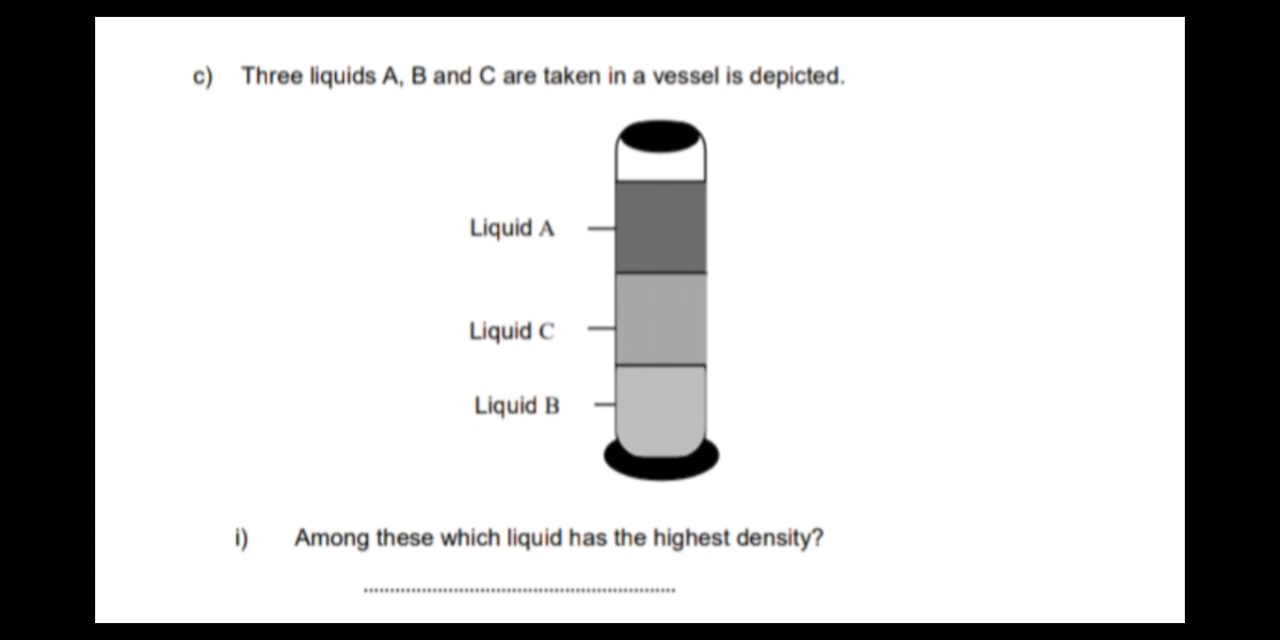 c) Three liquids A, B and C are taken in a vessel is depicted.
Liquid A
Liquid C
Liquid B
i) Among these which liquid has the highest density?